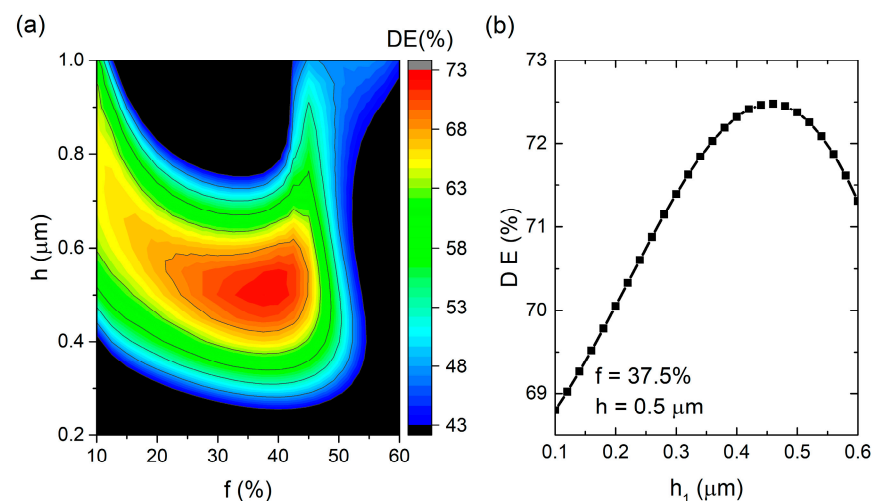 (a)
DE(%)
1.0
0.8
0.6
0.4
0.2
h (μm)
10 20 30 40 50 60
f (%)
73
68
63
58
53
48
43
(b)
73
72
71
70
69
D E (%)
f = 37.5%
h = 0.5 μm
0.1 0.2 0.3 0.4 0.5 0.6
h₁ (μm)